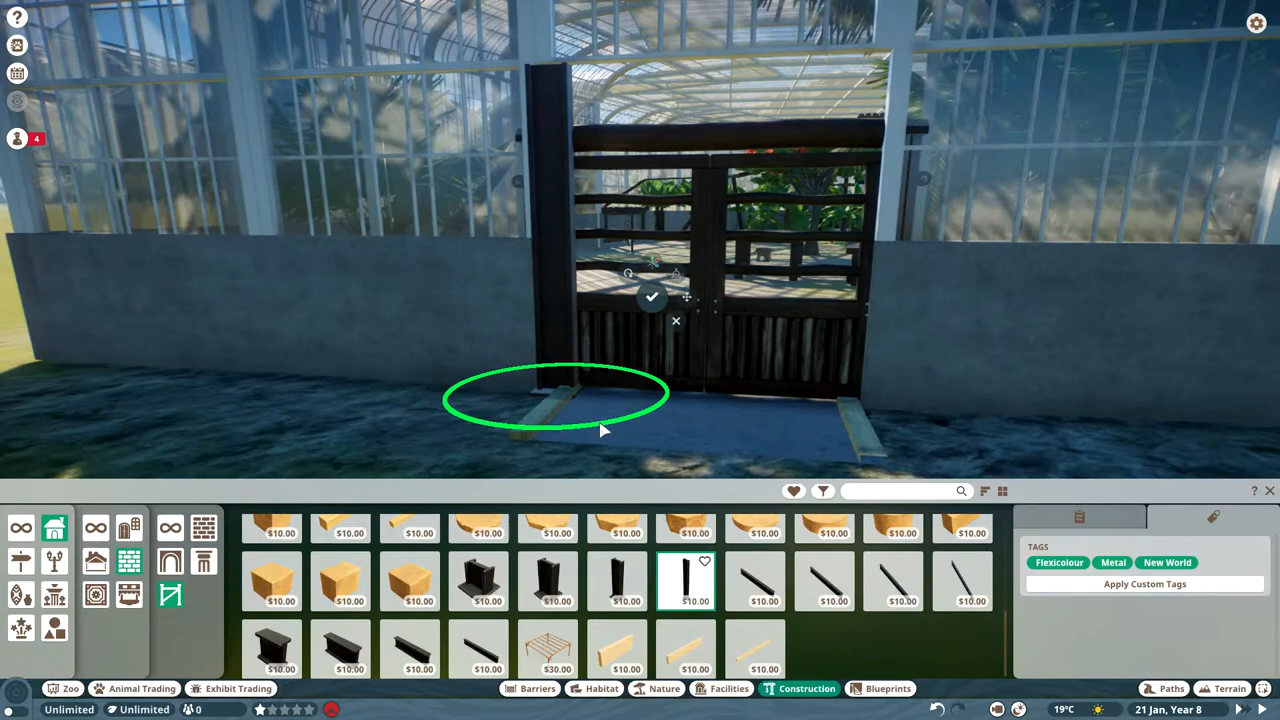 ?
4
? ×
$10.00 $10.00 $10.00 $10.00 $10.00 $10.00 $10.00 $10.00 $10.00 $10.00 $10.00
$10.00 $10.00 $10.00 $10.00 $10.00 $10.00 $10.00 $10.00 $10.00 $10.00 $10.00
$10.00 $10.00 $10.00 $10.00 $30.00 $10.00 $10.00 $10.00
TAGS
Flexicolour Metal New World
Apply Custom Tags
Zoo Animal Trading Exhibit Trading Barriers Habitat Nature Facilities Construction Blueprints Paths Terrain
Unlimited Unlimited 0 19°C 21 Jan, Year 8